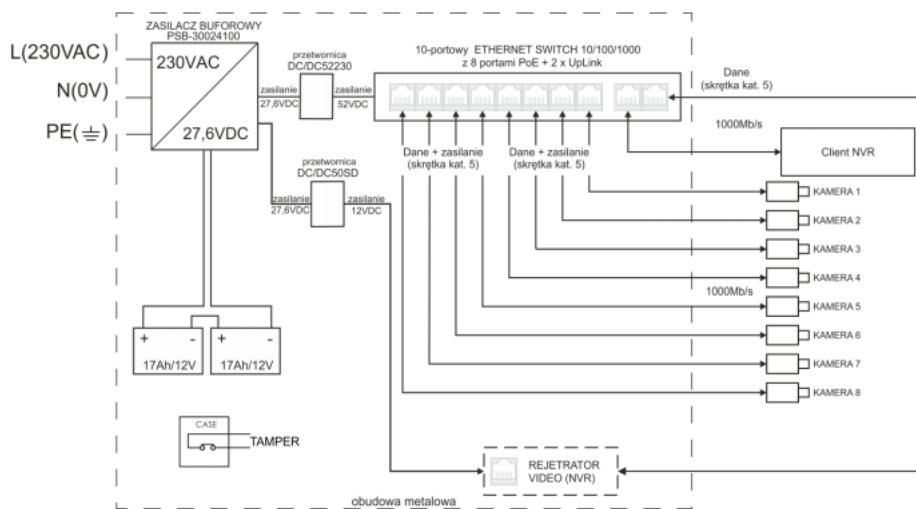 ZASILACZ BUFOROWY
PSB-30024100
L(230VAC)
N(0V)
PE(⏚)
230VAC
27,6VDC
przetwornica
DC/DC52230
zasilanie
27,6VDC
zasilanie
52VDC
10-portowy ETHERNET SWITCH 10/100/1000
z 8 portami PoE + 2 x UpLink
Dane
(skrętka kat. 5)
1000Mb/s
Client NVR
Dane + zasilanie
(skrętka kat. 5)
Dane + zasilanie
(skrętka kat. 5)
przetwornica
DC/DC50SD
zasilanie
27,6VDC
zasilanie
12VDC
KAMERA 1
KAMERA 2
KAMERA 3
KAMERA 4
1000Mb/s
KAMERA 5
KAMERA 6
KAMERA 7
KAMERA 8
+ -
17Ah/12V
+ -
17Ah/12V
CASE
TAMPER
REJETRATOR
VIDEO (NVR)
obudowa metalowa